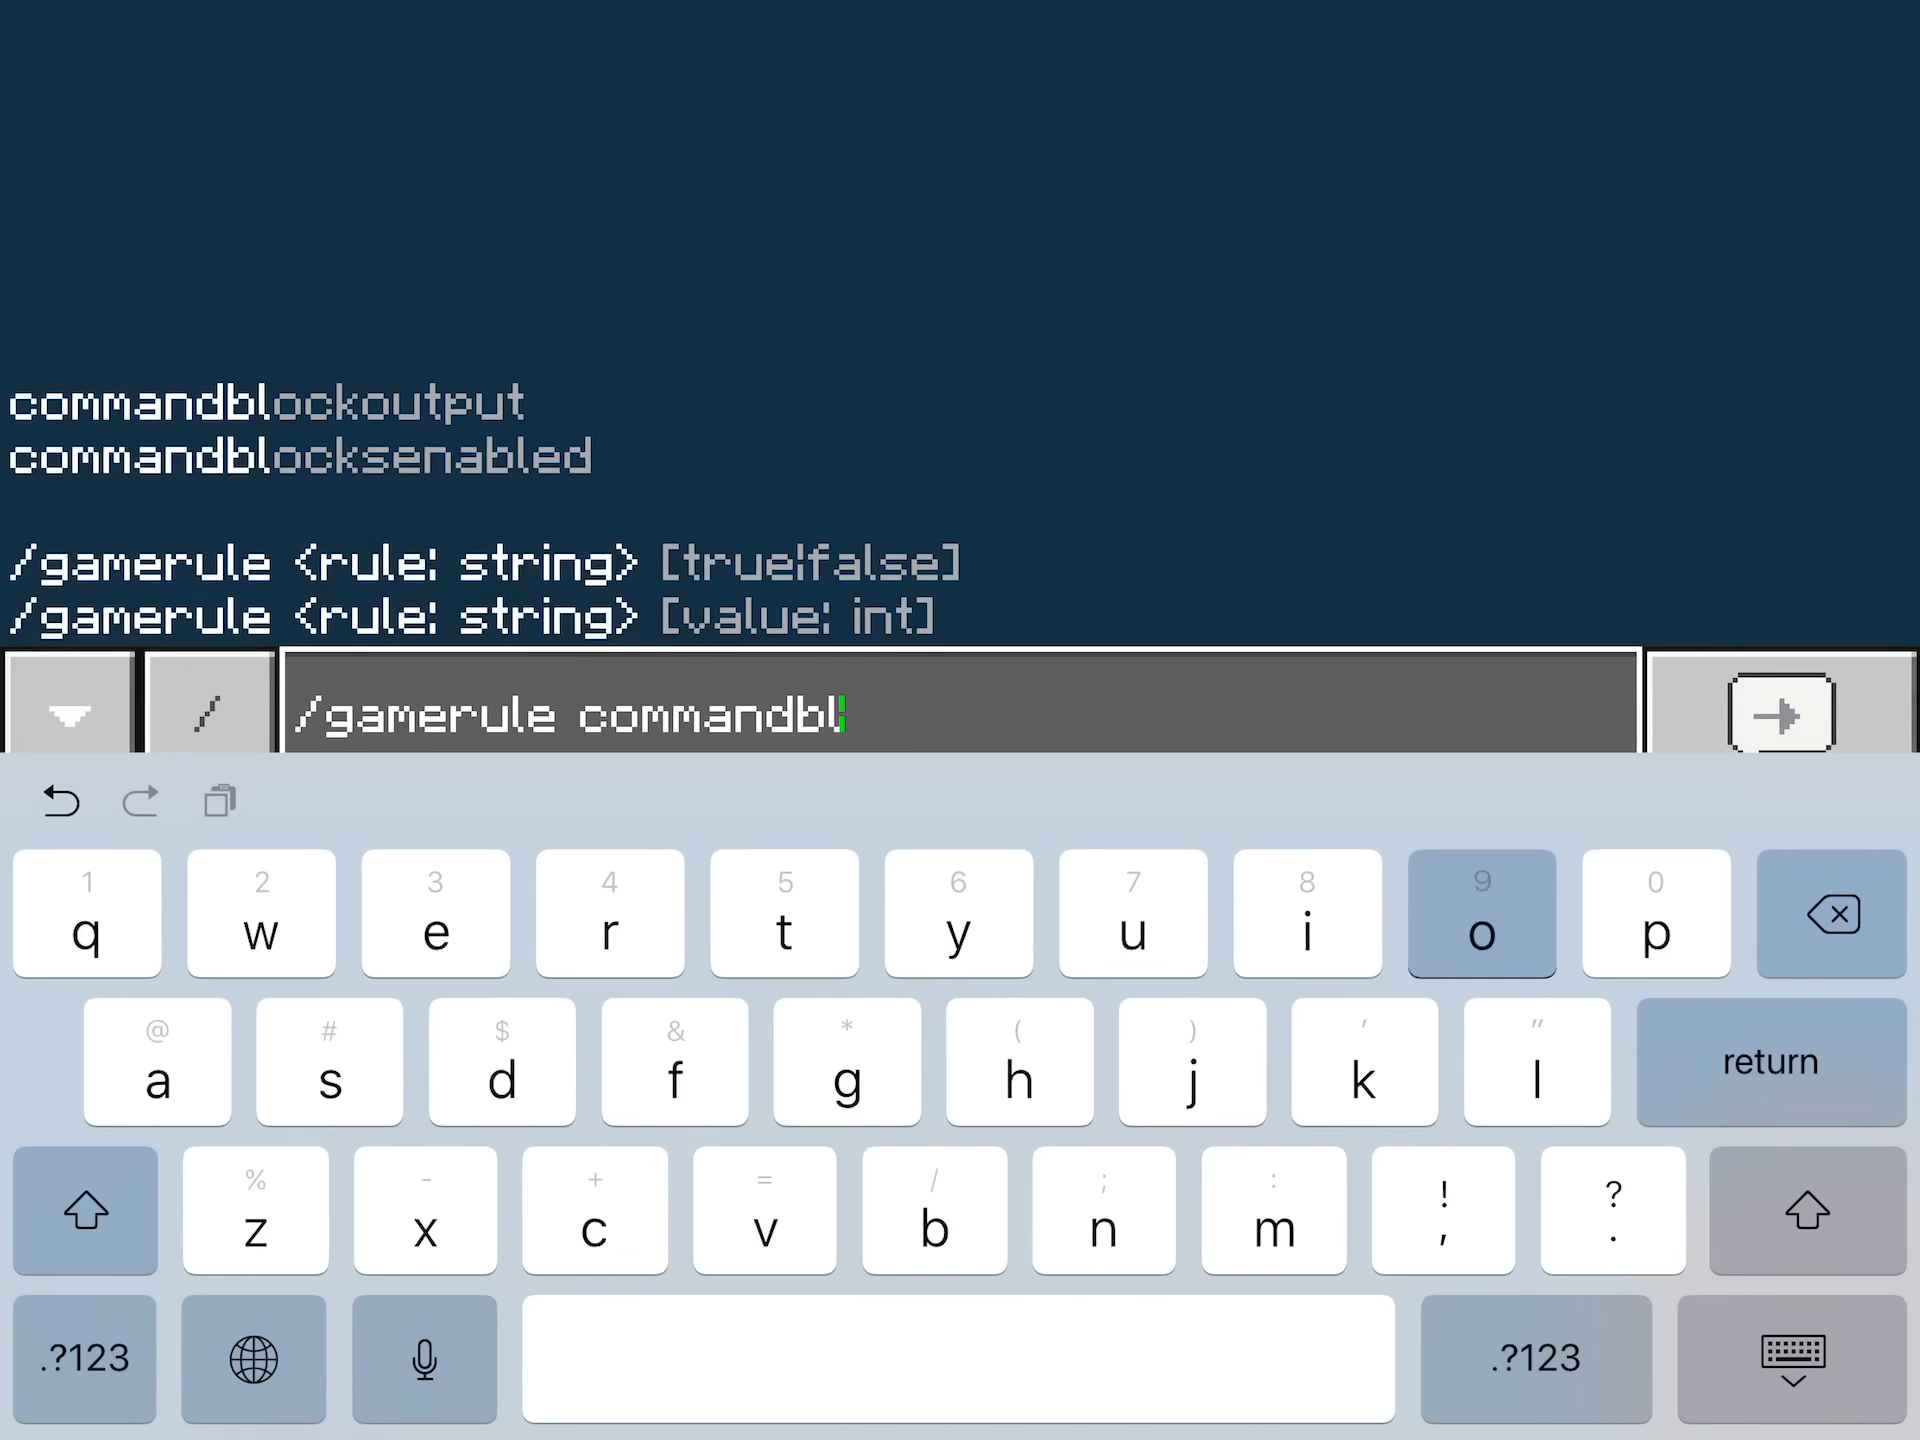 commandblockoutput
commandblocksenabled
/gamerule <rule: string> [true|false]
/gamerule <rule: string> [value: int]
/
/gamerule commandbl
1 2 3 4 5 6 7 8 9 0
q w e r t y u i o p
@ # $ & * ( ) ' "
a s d f g h j k l return
% - + = / ; : ! ?
z x c v b n m , .
.?123 .?123